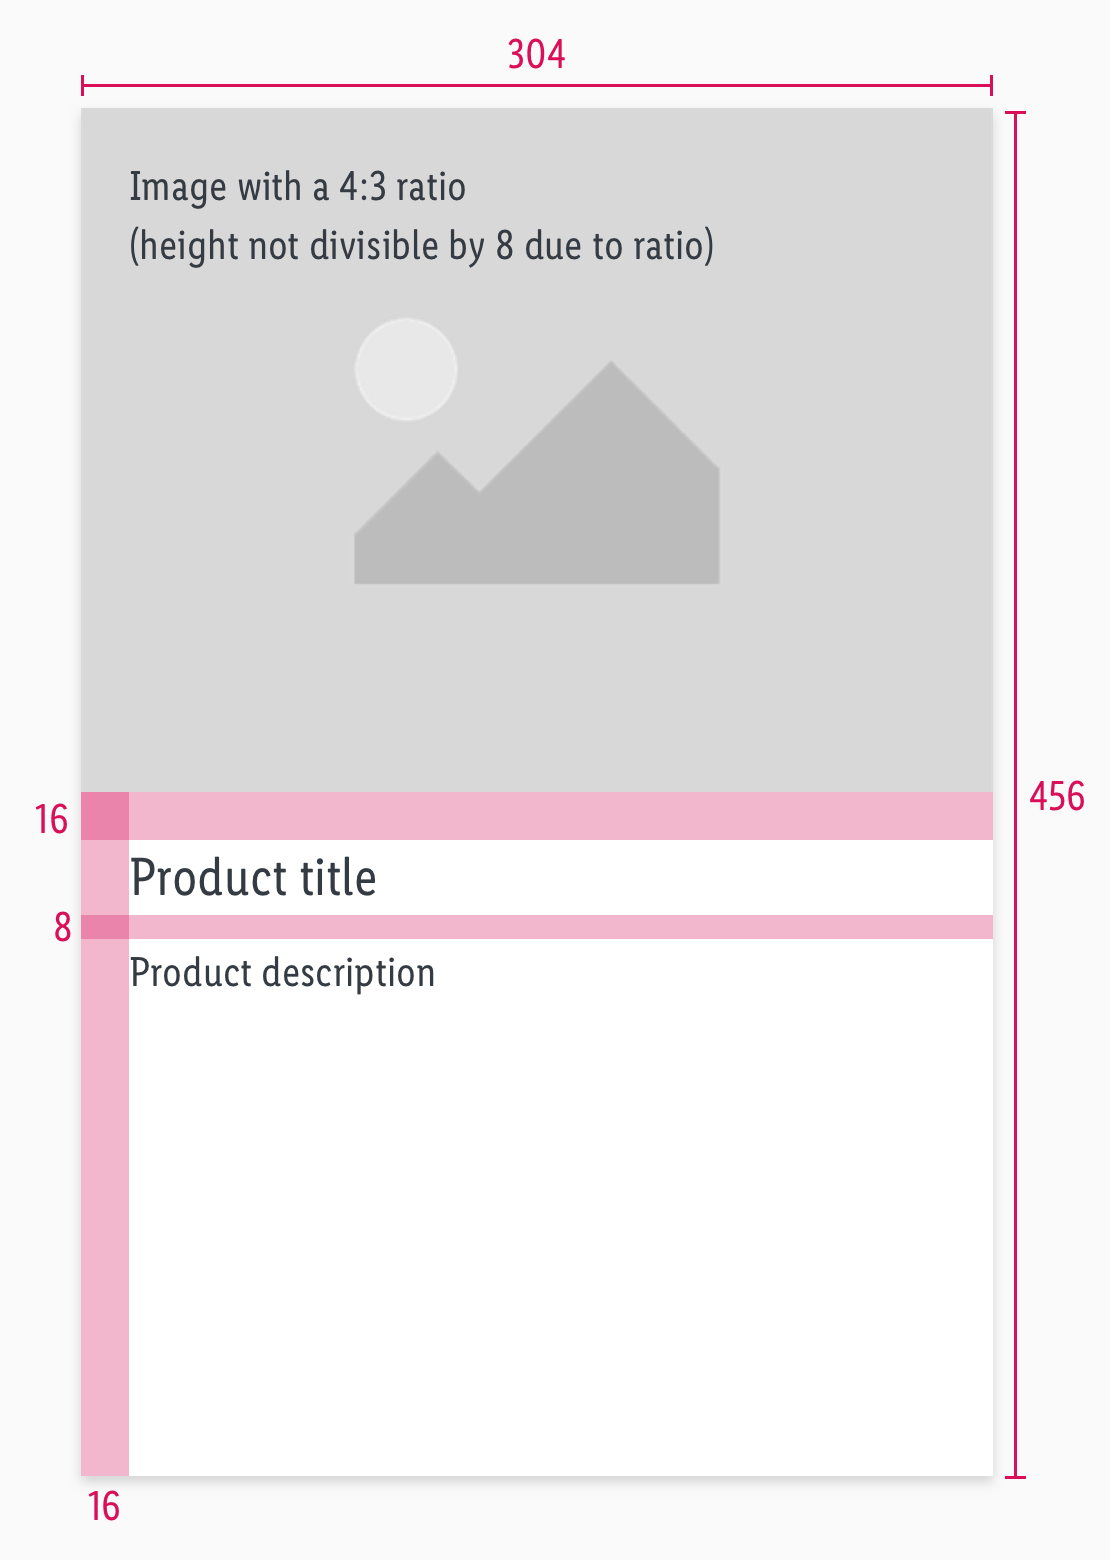 304
Image with a 4:3 ratio
(height not divisible by 8 due to ratio)
456
16
Product title
8
Product description
16